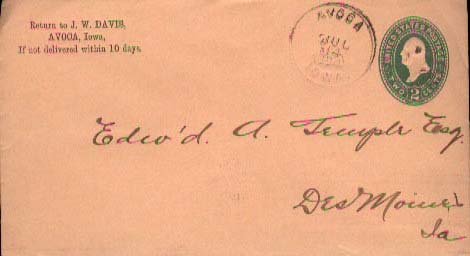 Return to J. W. DAVIS,
AVOCA, Iowa,
If not delivered within 10 days.
AVOCA
JUL
IOWA
UNITED STATES POSTAGE
2
TWO CENTS
Edw'd. A. Temple Esq.
Des Moines
Ia